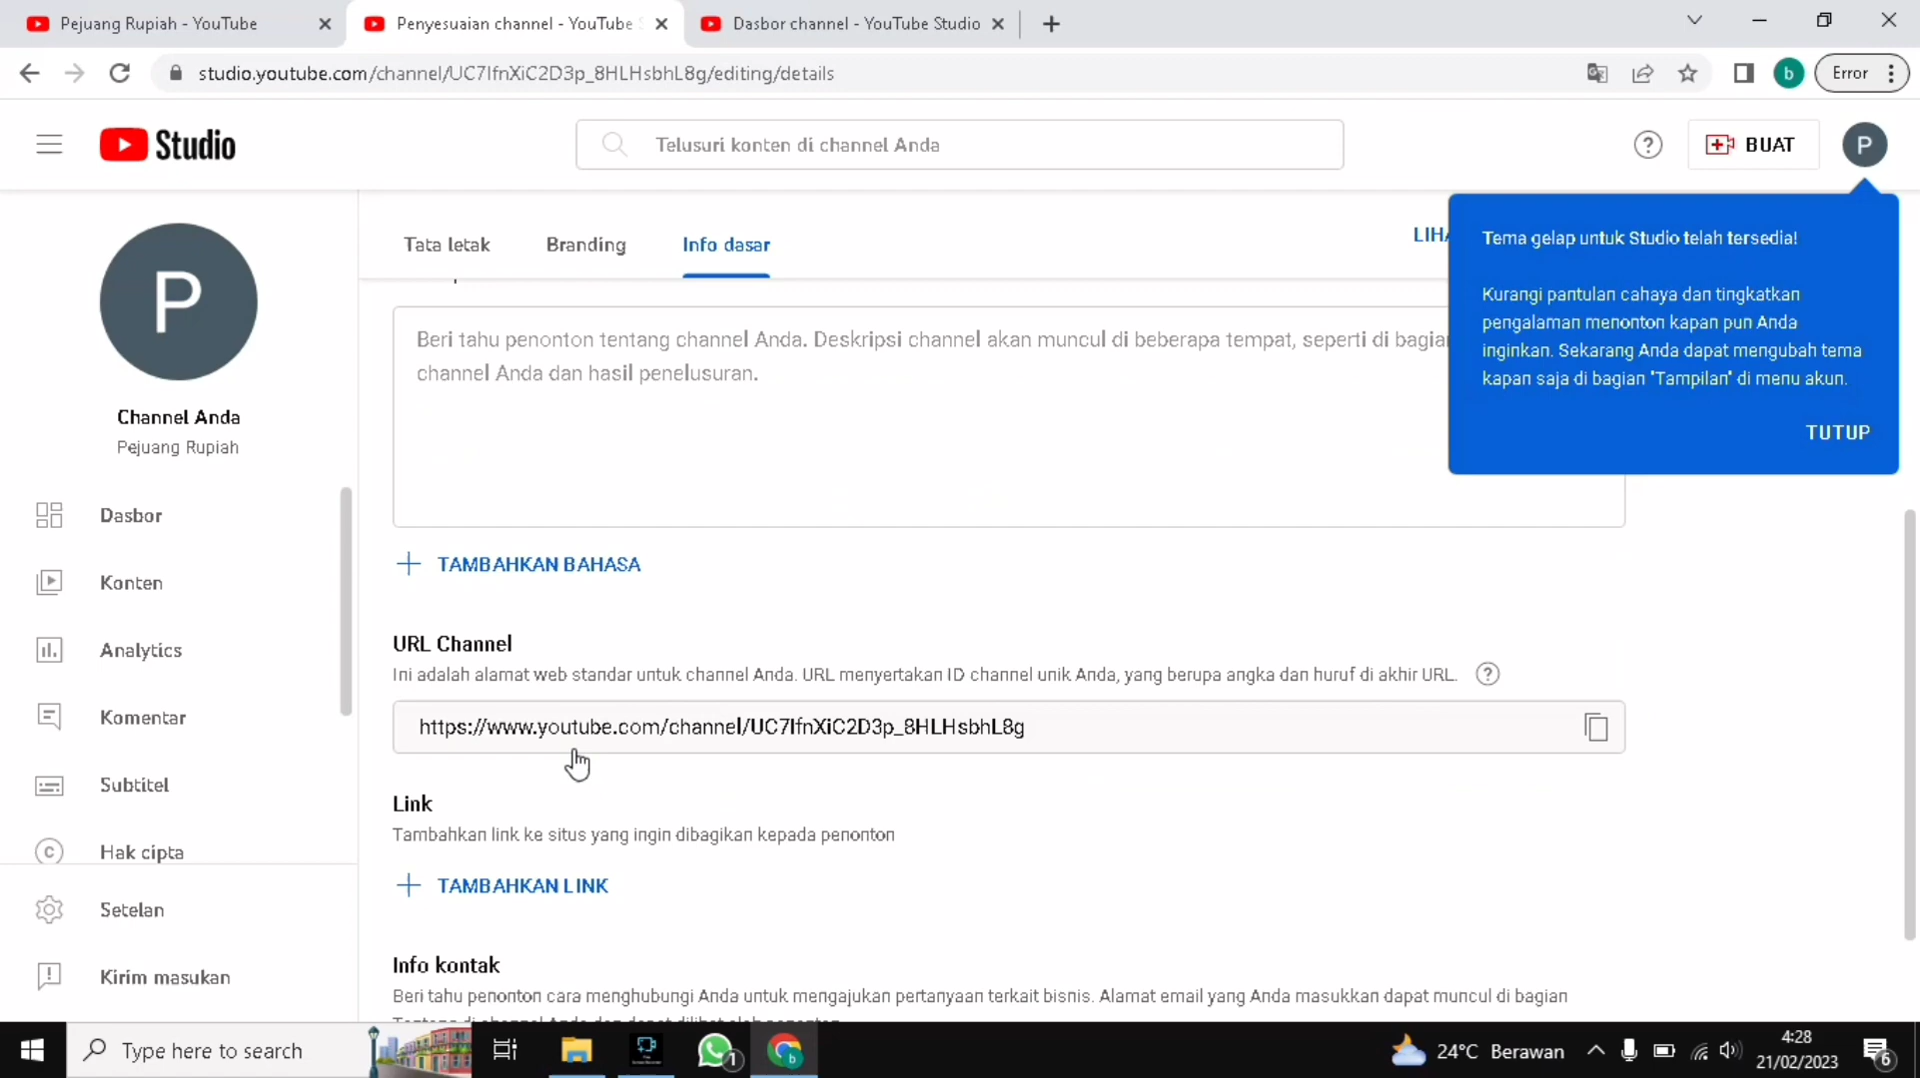 Pejuang Rupiah - YouTube
Penyesuaian channel - YouTube S
Dasbor channel - YouTube Studio
studio.youtube.com/channel/UC7IfnXiC2D3p_8HLHsbhL8g/editing/details
b
Error
Studio
Telusuri konten di channel Anda
BUAT
P
P
Channel Anda
Pejuang Rupiah
Dasbor
Konten
Analytics
Komentar
Subtitel
Hak cipta
Setelan
Kirim masukan
Tata letak
Branding
Info dasar
LIHA
Tema gelap untuk Studio telah tersedia!
Kurangi pantulan cahaya dan tingkatkan
pengalaman menonton kapan pun Anda
inginkan. Sekarang Anda dapat mengubah tema
kapan saja di bagian "Tampilan" di menu akun.
TUTUP
Beri tahu penonton tentang channel Anda. Deskripsi channel akan muncul di beberapa tempat, seperti di bagian
channel Anda dan hasil penelusuran.
TAMBAHKAN BAHASA
URL Channel
Ini adalah alamat web standar untuk channel Anda. URL menyertakan ID channel unik Anda, yang berupa angka dan huruf di akhir URL.
https://www.youtube.com/channel/UC7IfnXiC2D3p_8HLHsbhL8g
Link
Tambahkan link ke situs yang ingin dibagikan kepada penonton
TAMBAHKAN LINK
Info kontak
Beri tahu penonton cara menghubungi Anda untuk mengajukan pertanyaan terkait bisnis. Alamat email yang Anda masukkan dapat muncul di bagian
Type here to search
1
b
24°C Berawan
4:28
21/02/2023
6